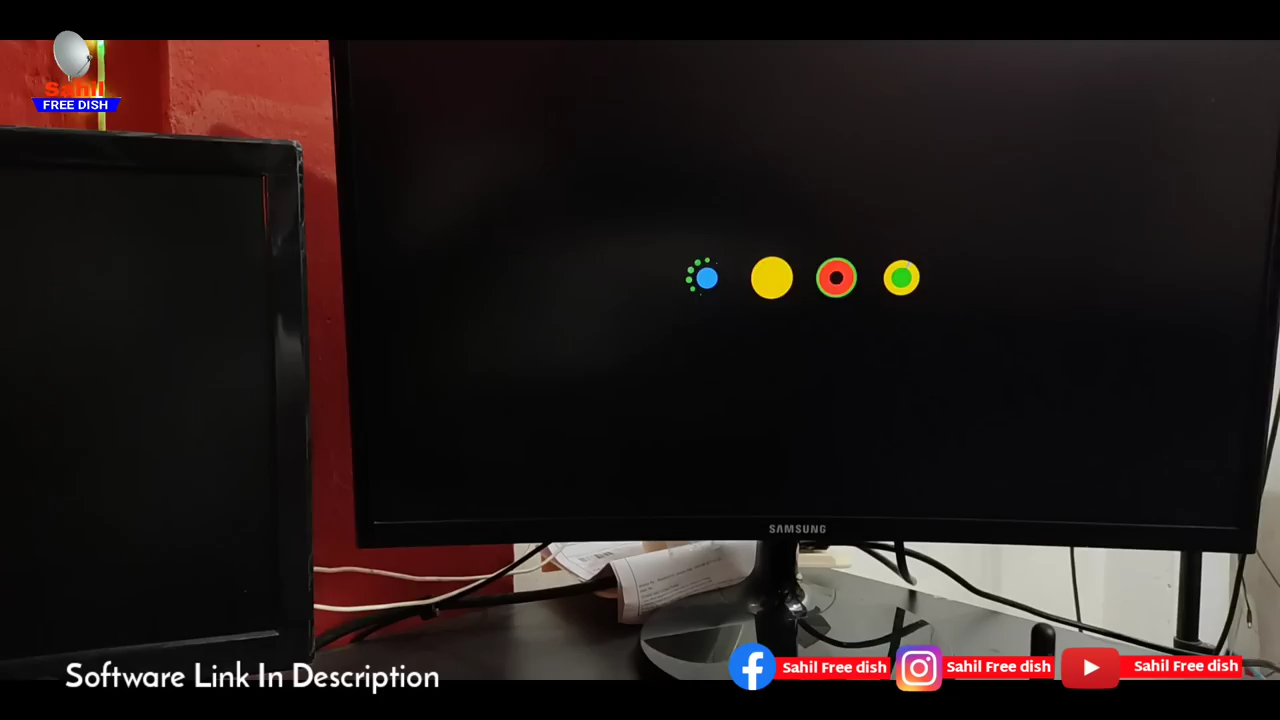 Sahil
FREE DISH
SAMSUNG
Software Link In Description
Sahil Free dish
Sahil Free dish
Sahil Free dish